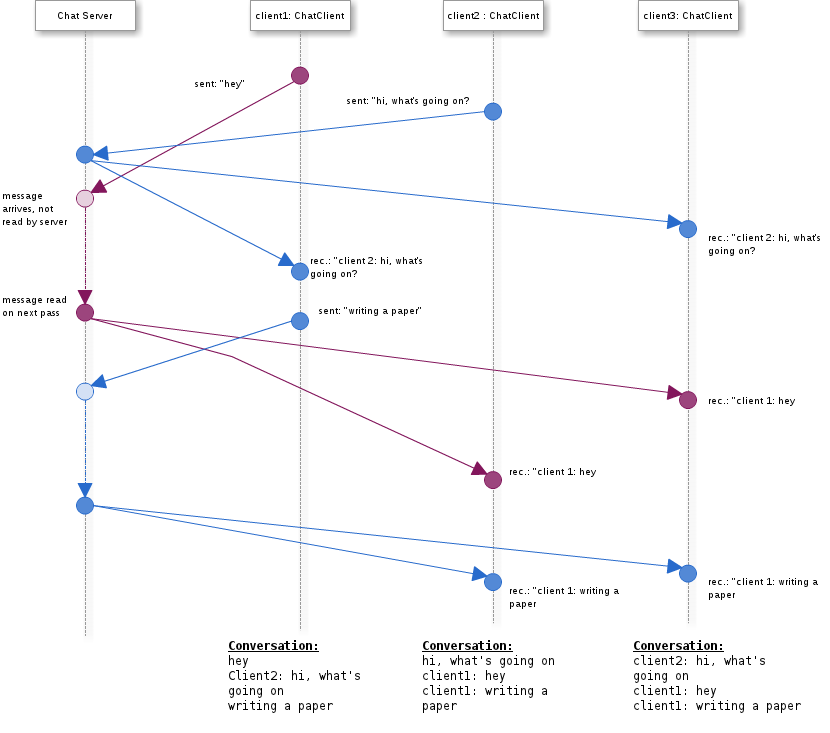 Chat Server
client1: ChatClient
client2 : ChatClient
client3: ChatClient
sent: "hey"
sent: "hi, what's going on?
message
arrives, not
read by server
rec.: "client 2: hi, what's
going on?
rec.: "client 2: hi, what's
going on?
message read
on next pass
sent: "writing a paper"
rec.: "client 1: hey
rec.: "client 1: hey
rec.: "client 1: writing a
paper
rec.: "client 1: writing a
paper
Conversation:
hey
Client2: hi, what's
going on
writing a paper
Conversation:
hi, what's going on
client1: hey
client1: writing a
paper
Conversation:
client2: hi, what's
going on
client1: hey
client1: writing a paper